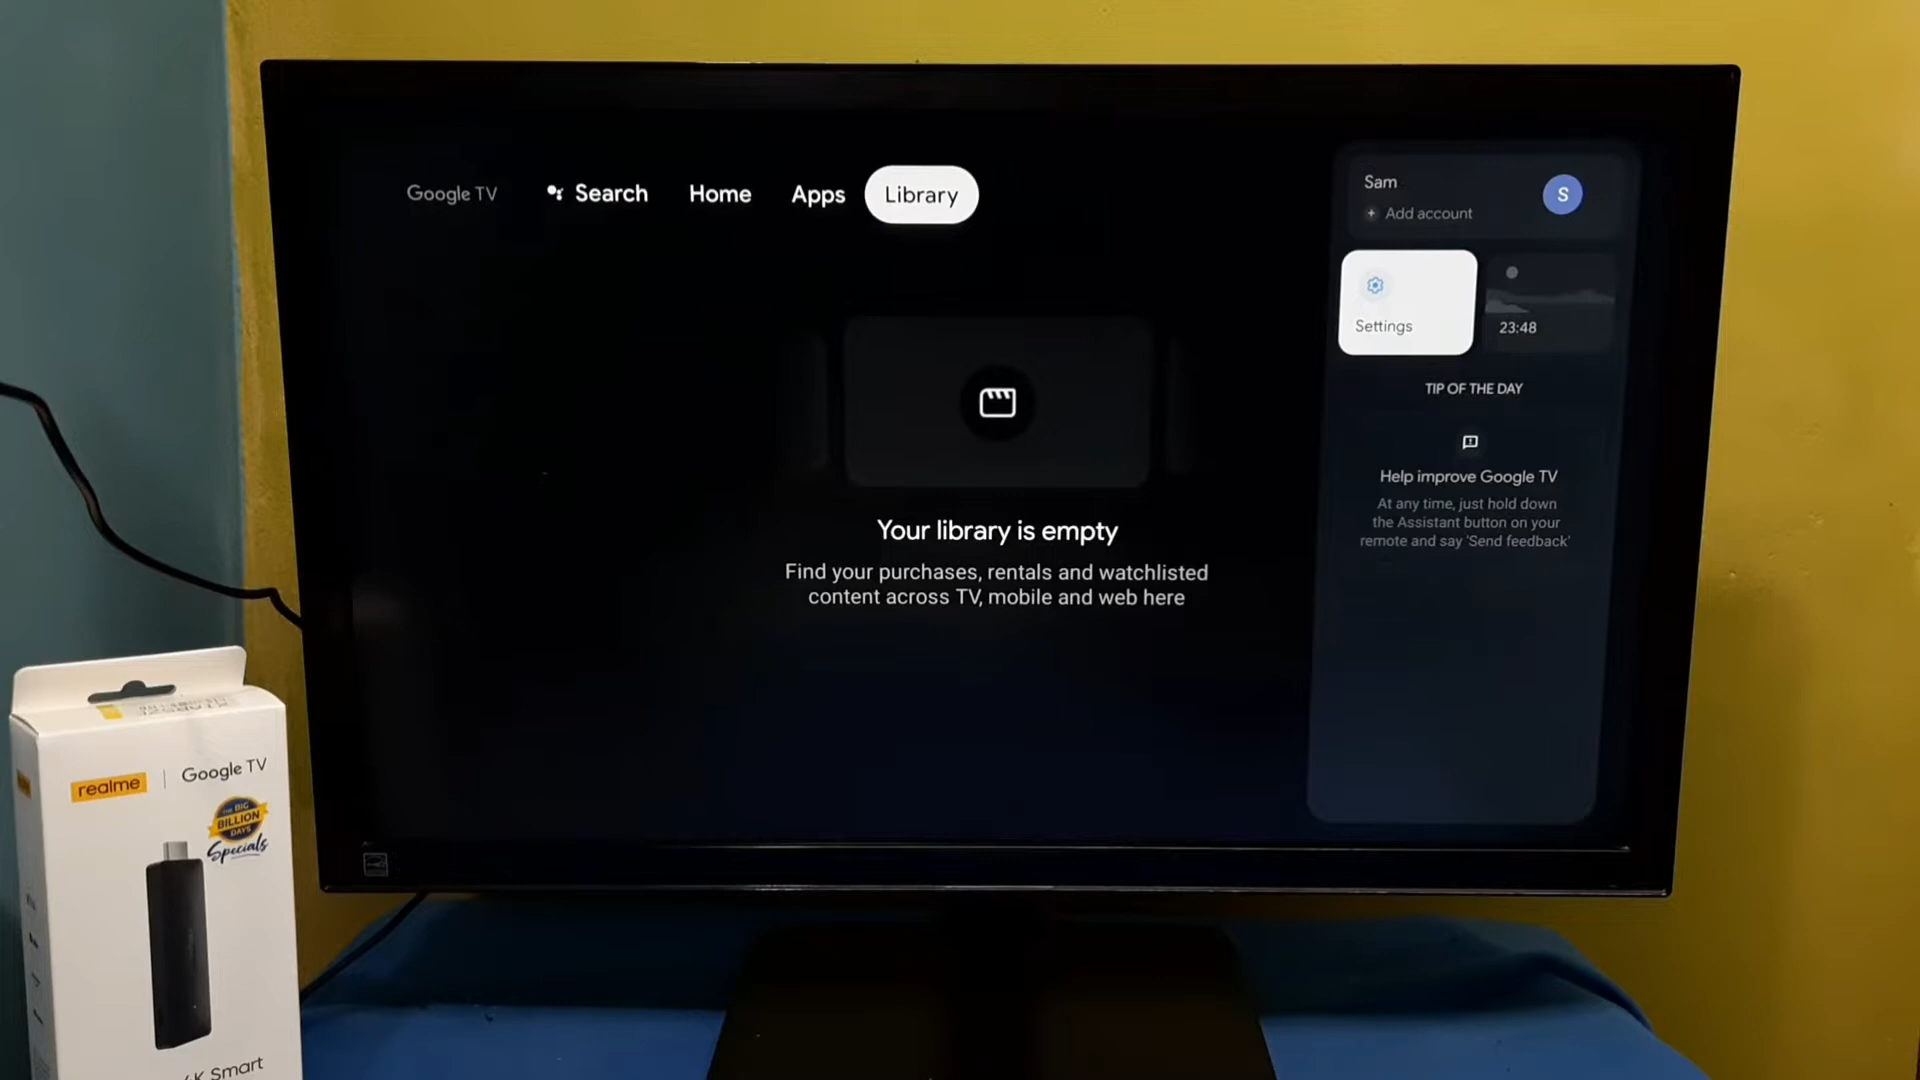 Google TV
Search
Home
Apps
Library
Sam
S
+ Add account
Settings
23:48
TIP OF THE DAY
Help improve Google TV
At any time, just hold down
the Assistant button on your
remote and say 'Send feedback'
Your library is empty
Find your purchases, rentals and watchlisted
content across TV, mobile and web here
realme | Google TV
THE BIG
BILLION
DAYS
Specials
4K Smart